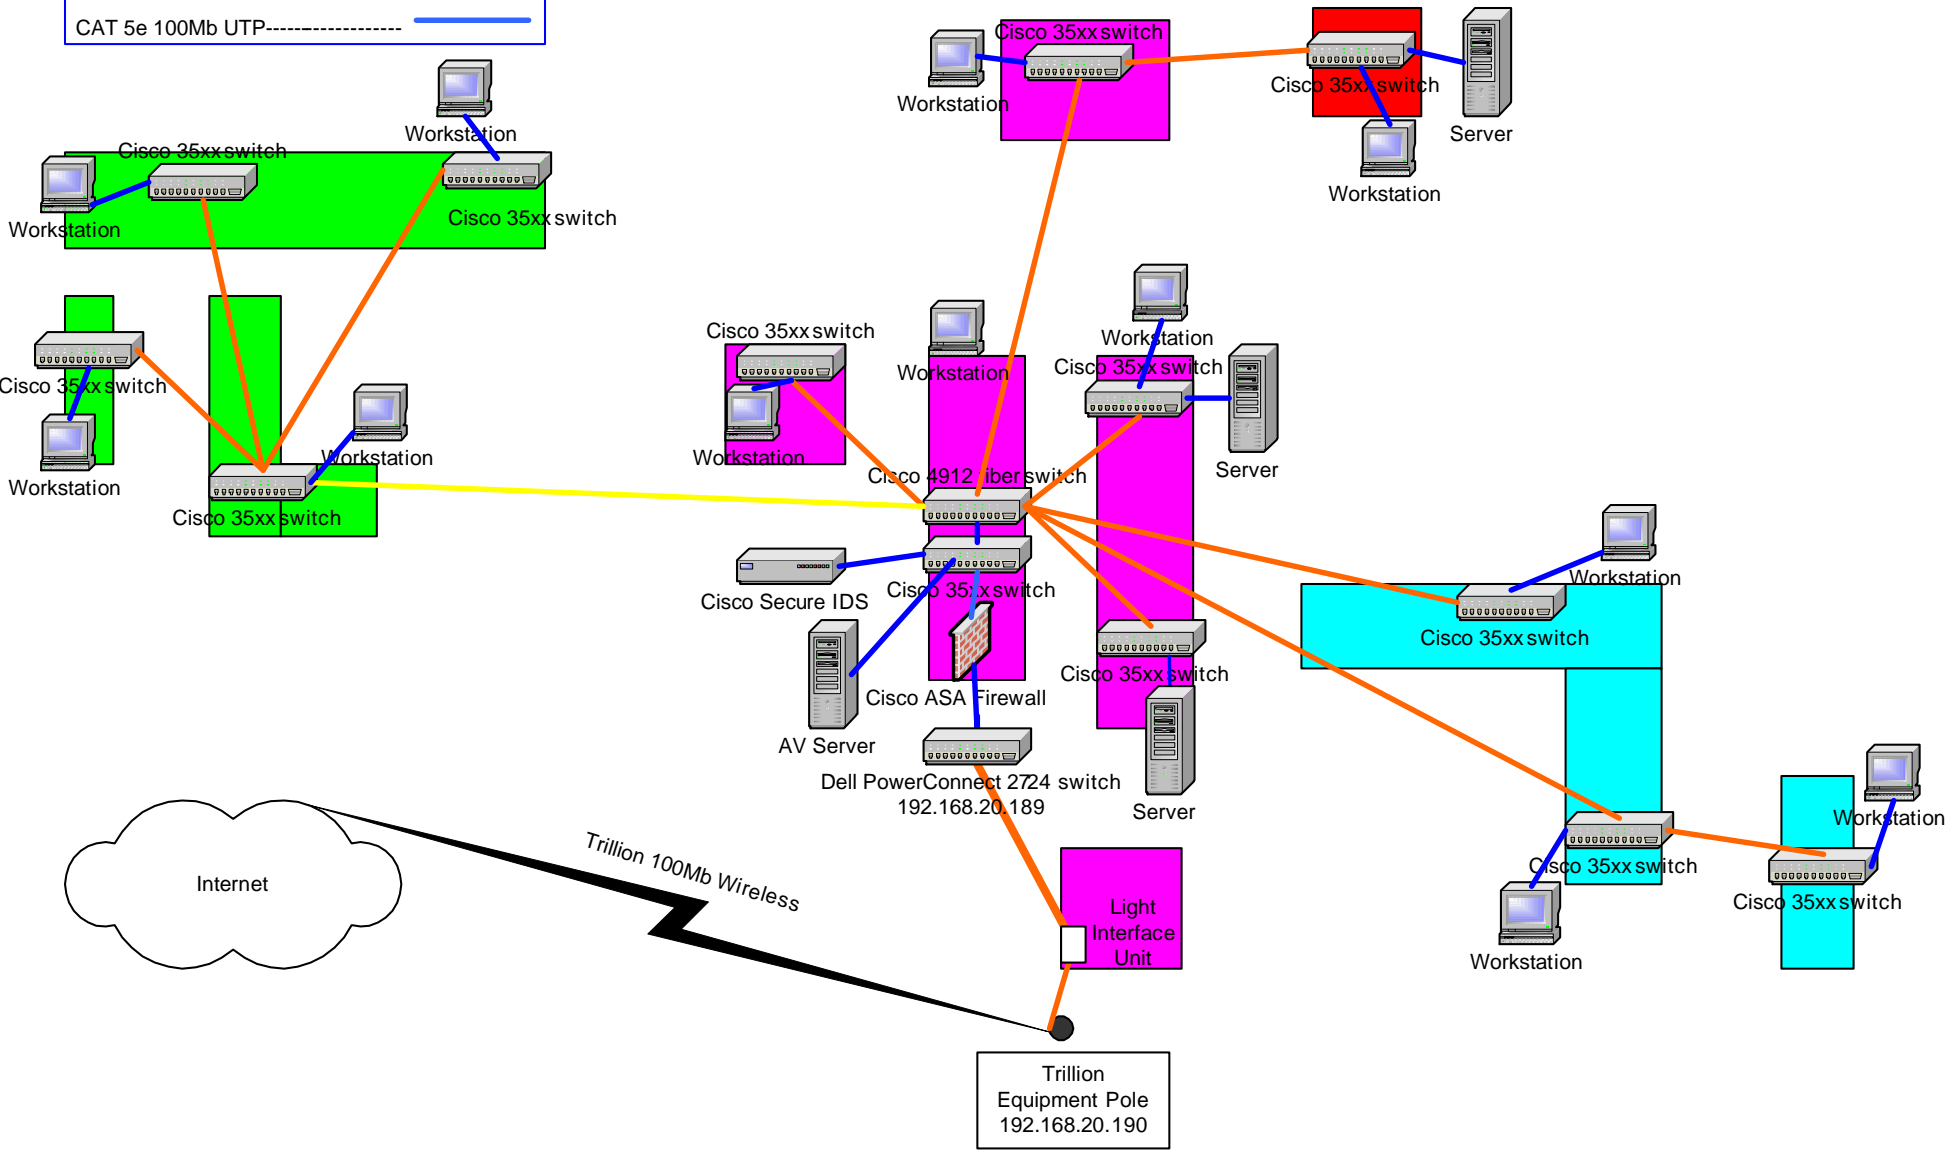 CAT 5e 100Mb UTP-------------------
Cisco 35xx switch
Workstation
Cisco 35xx switch
Server
Workstation
Workstation
Cisco 35xx switch
Workstation
Cisco 35xx switch
Cisco 35xx switch
Workstation
Workstation
Cisco 35xx switch
Cisco 35xx switch
Workstation
Workstation
Cisco 35xx switch
Workstation
Cisco 35xx switch
Server
Cisco 4912 fiber switch
Cisco Secure IDS
Cisco 35xx switch
AV Server
Cisco ASA Firewall
Cisco 35xx switch
Server
Dell PowerConnect 2724 switch
192.168.20.189
Workstation
Cisco 35xx switch
Workstation
Cisco 35xx switch
Cisco 35xx switch
Workstation
Internet
Trillion 100Mb Wireless
Light
Interface
Unit
Trillion
Equipment Pole
192.168.20.190